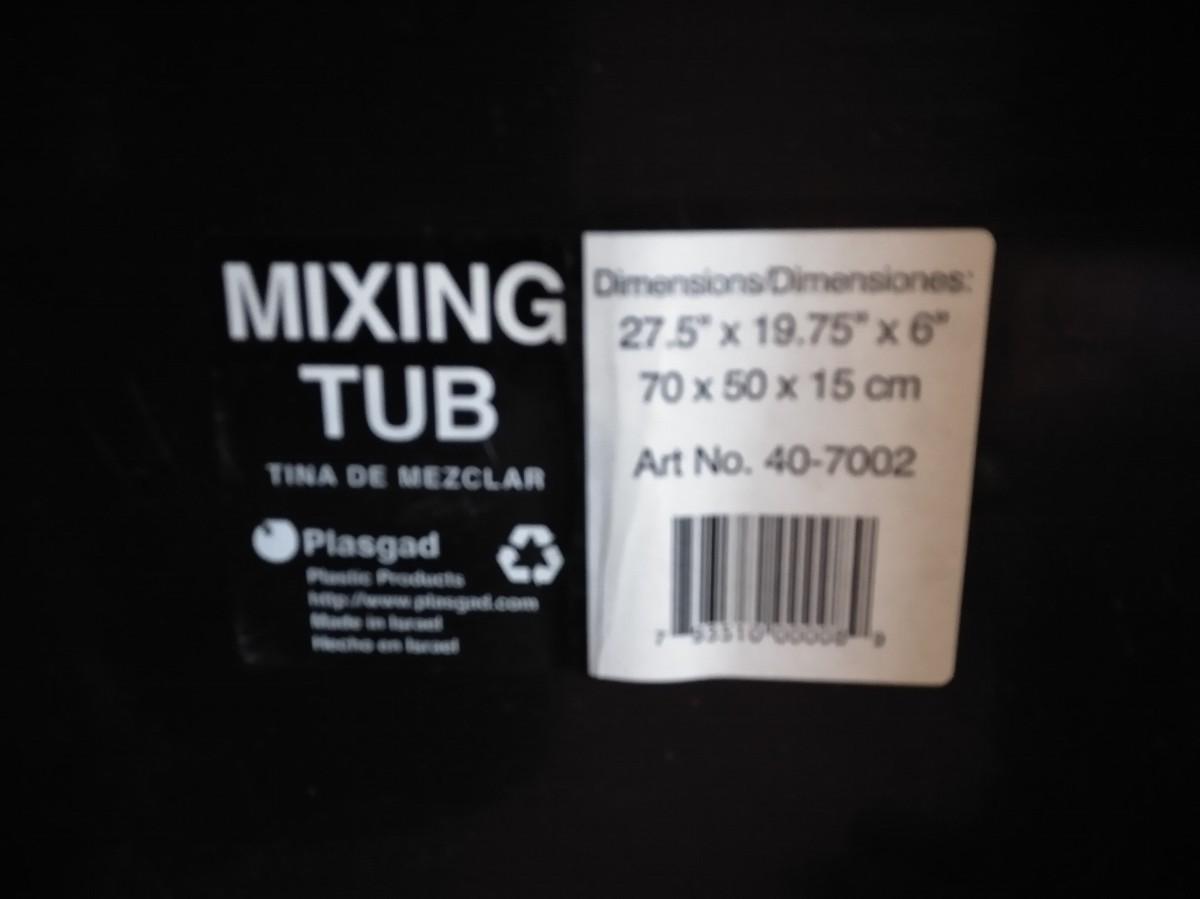 MIXING
TUB
TINA DE MEZCLAR
Plasgad
Plastic Products
http://www.plasgad.com
Made in Israel
Hecho en Israel
Dimensions/Dimensiones:
27.5" x 19.75" x 6"
70 x 50 x 15 cm
Art No. 40-7002
7